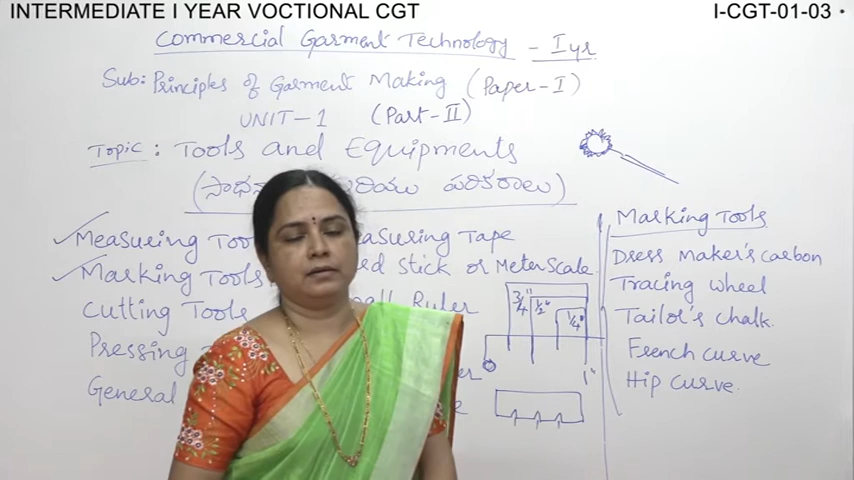 INTERMEDIATE I YEAR VOCTIONAL CGT
I-CGT-01-03
Commercial Garment Technology - I yr
Sub: Principles of Garment Making (Paper-I)
UNIT-1 (Part-II)
Topic: Tools and Equipments
పరికరాలు)
Measuring Tape
Marking Tools
Stick or Meter Scale
Cutting Tools
Ruler
Pressing
General
3/4"
1/2"
1/4"
1"
Marking Tools
Dress maker's carbon
Tracing wheel
Tailor's chalk
French curve
Hip curve.